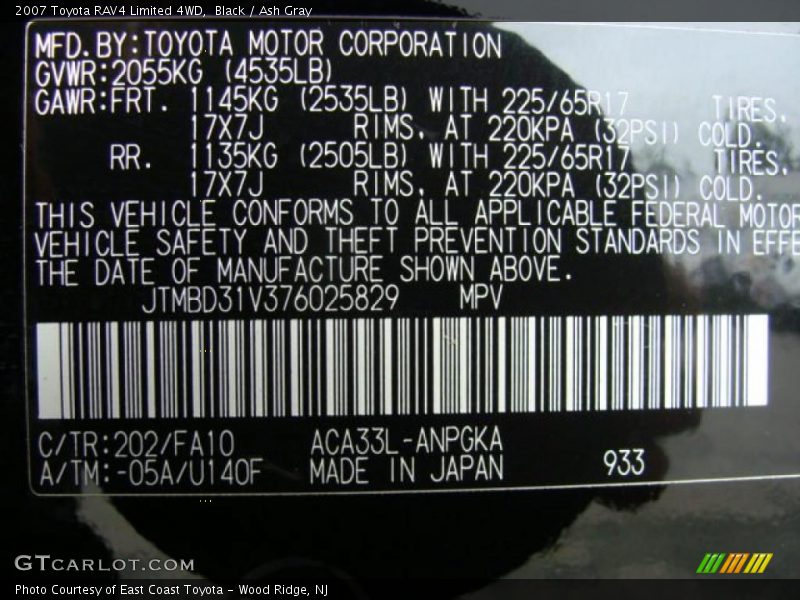 2007 Toyota RAV4 Limited 4WD,  Black / Ash Gray
MFD.BY:TOYOTA MOTOR CORPORATION
GVWR:2055KG (4535LB)
GAWR:FRT. 1145KG (2535LB) WITH 225/65R17 TIRES.
17X7J RIMS, AT 220KPA (32PSI) COLD.
RR. 1135KG (2505LB) WITH 225/65R17 TIRES.
17X7J RIMS, AT 220KPA (32PSI) COLD.
THIS VEHICLE CONFORMS TO ALL APPLICABLE FEDERAL MOTOR
VEHICLE SAFETY AND THEFT PREVENTION STANDARDS IN EFFE
THE DATE OF MANUFACTURE SHOWN ABOVE.
JTMBD31V376025829 MPV
C/TR:202/FA10 ACA33L-ANPGKA
A/TM:-05A/U140F MADE IN JAPAN 933
GTCARLOT.COM
Photo Courtesy of East Coast Toyota - Wood Ridge, NJ